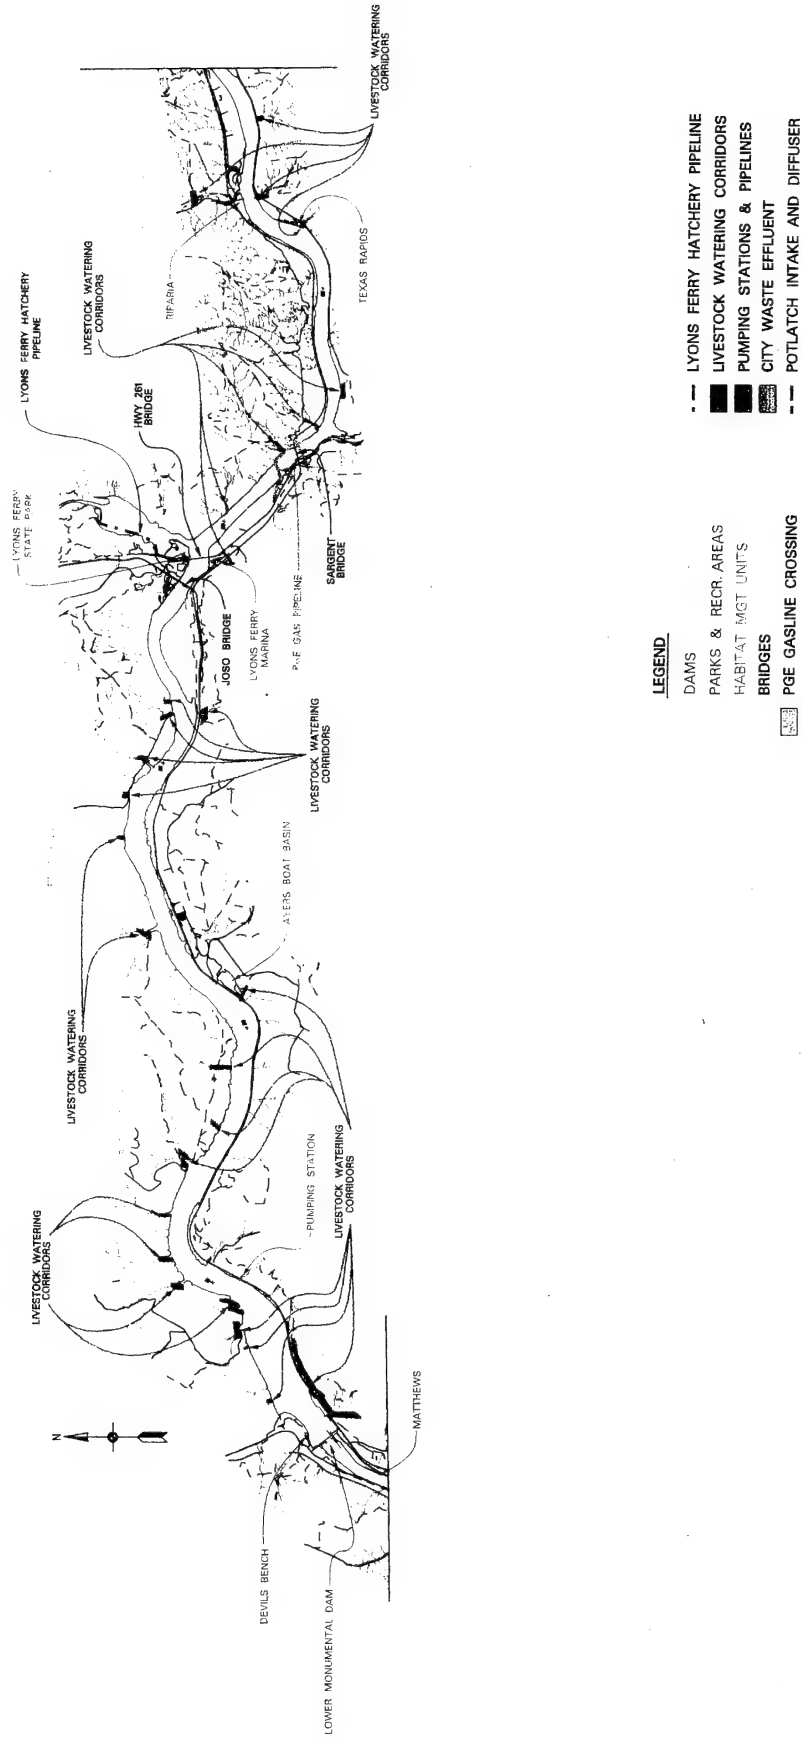 LIVESTOCK WATERING
CORRIDORS
LYONS FERRY HATCHERY
PIPELINE
LIVESTOCK WATERING
CORRIDORS
RIPARIA
TEXAS RAPIDS
HWY 261
BRIDGE
LYONS FERRY
STATE PARK
SARGENT
BRIDGE
PGE GAS PIPELINE
JOSO BRIDGE
LYONS FERRY
MARINA
LIVESTOCK WATERING
CORRIDORS
AYERS BOAT BASIN
LIVESTOCK WATERING
CORRIDORS
PUMPING STATION
LIVESTOCK WATERING
CORRIDORS
LIVESTOCK WATERING
CORRIDORS
N
MATTHEWS
DEVILS BENCH
LOWER MONUMENTAL DAM
LEGEND
DAMS
PARKS & RECR. AREAS
HABITAT MGT UNITS
BRIDGES
PGE GASLINE CROSSING
LYONS FERRY HATCHERY PIPELINE
LIVESTOCK WATERING CORRIDORS
PUMPING STATIONS & PIPELINES
CITY WASTE EFFLUENT
POTLATCH INTAKE AND DIFFUSER